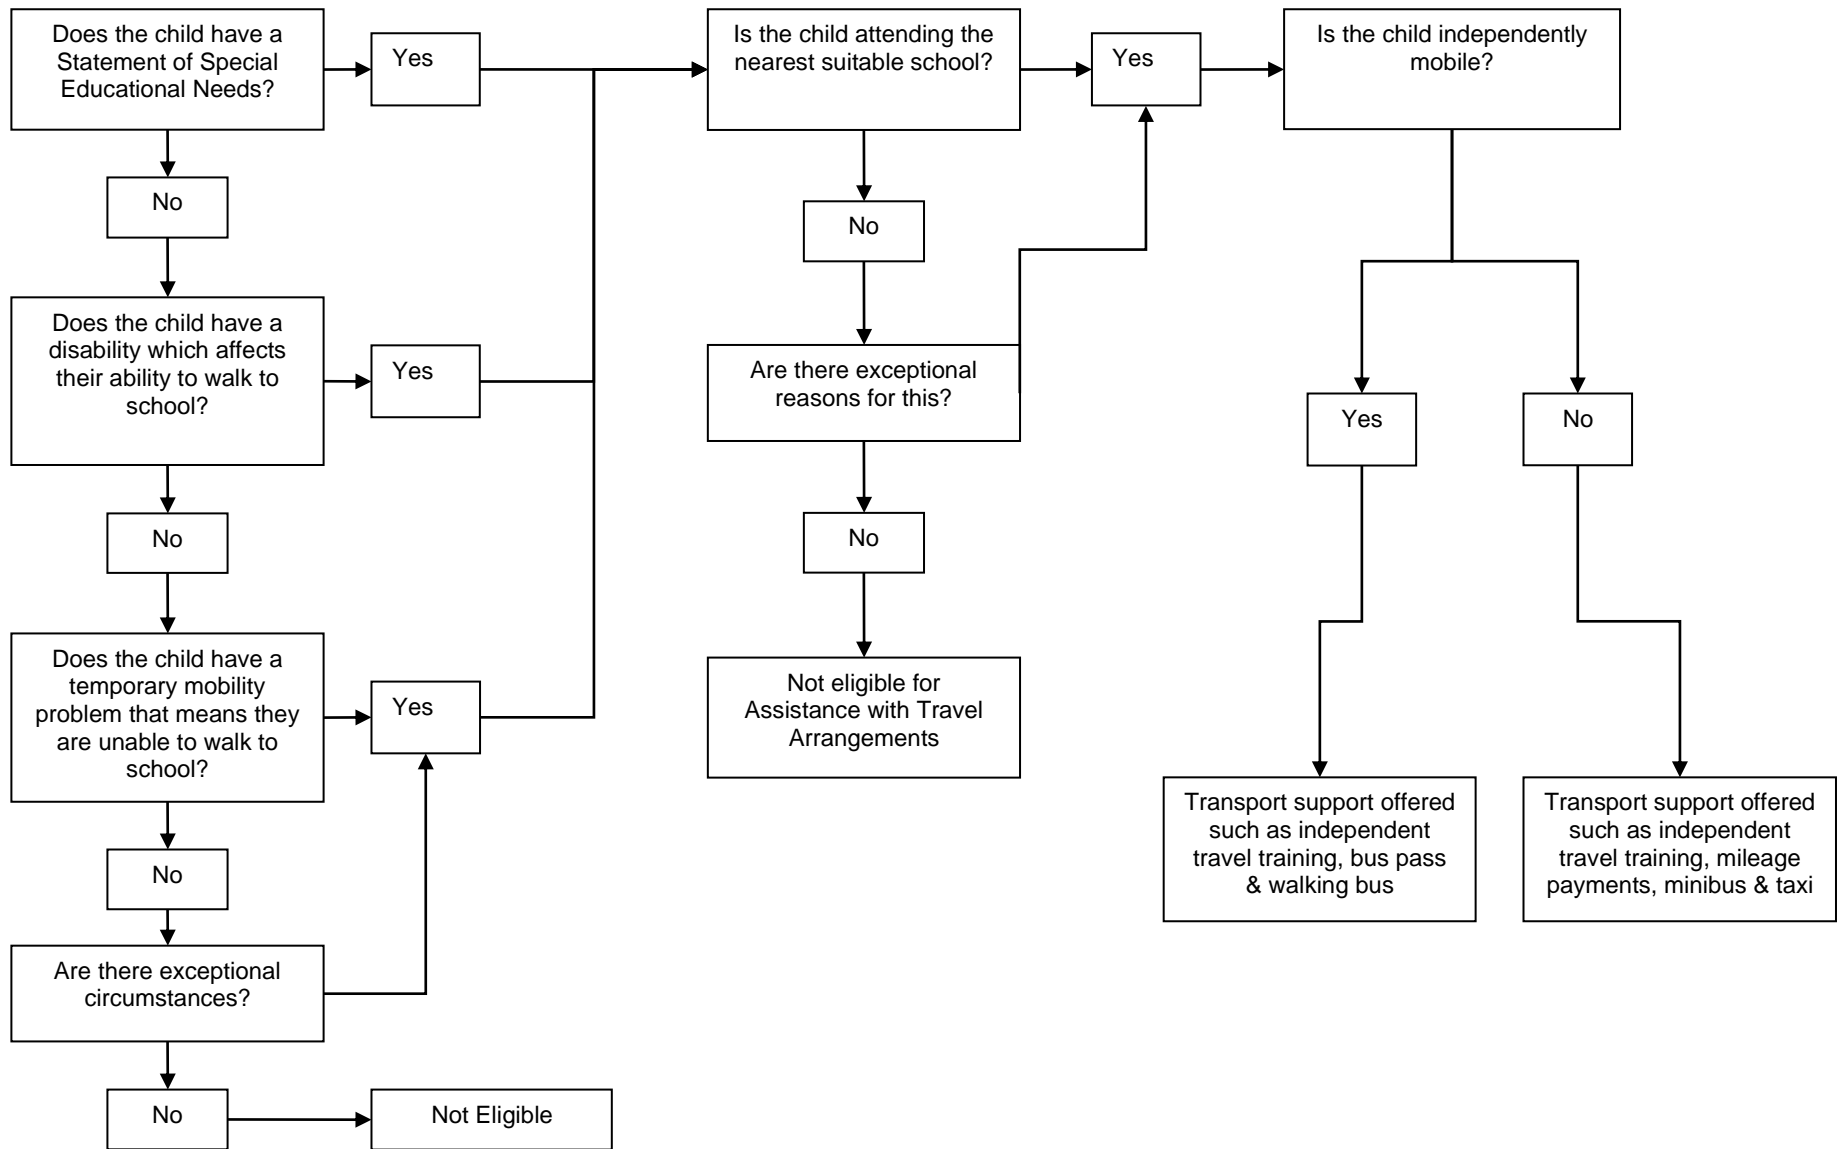 Does the child have a
Statement of Special
Educational Needs?
Yes
No
Does the child have a
disability which affects
their ability to walk to
school?
Yes
No
Does the child have a
temporary mobility
problem that means they
are unable to walk to
school?
Yes
No
Are there exceptional
circumstances?
No
Not Eligible
Is the child attending the
nearest suitable school?
Yes
No
Are there exceptional
reasons for this?
No
Not eligible for
Assistance with Travel
Arrangements
Is the child independently
mobile?
Yes
No
Transport support offered
such as independent
travel training, bus pass
& walking bus
Transport support offered
such as independent
travel training, mileage
payments, minibus & taxi